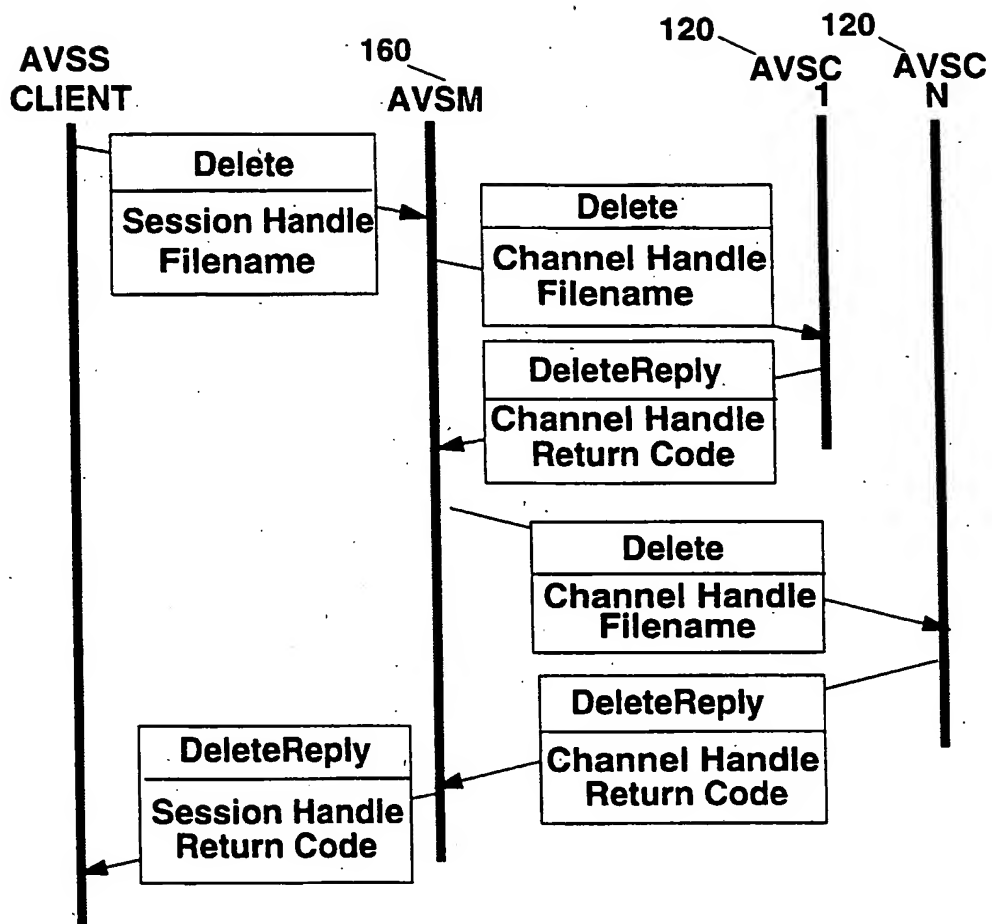 AVSS
CLIENT
160
AVSM
120
AVSC
1
120
AVSC
N
Delete
Session Handle
Filename
Delete
Channel Handle
Filename
DeleteReply
Channel Handle
Return Code
Delete
Channel Handle
Filename
DeleteReply
Channel Handle
Return Code
DeleteReply
Session Handle
Return Code